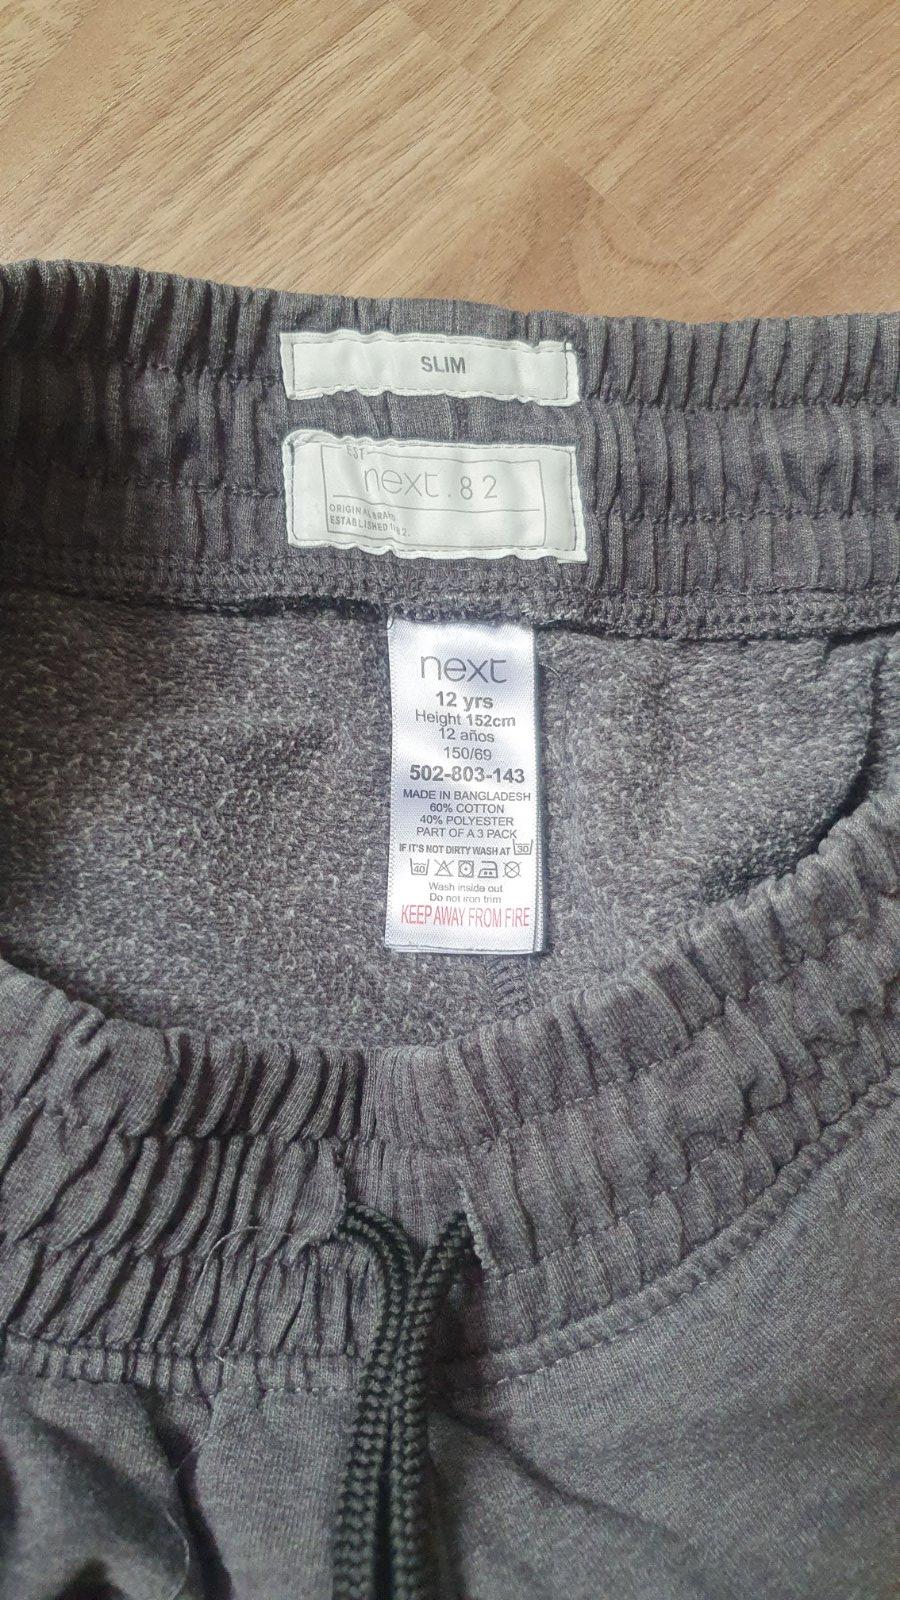 SLIM
EST
next.82
ORIGINAL BRAND
ESTABLISHED 1982.
next
12 yrs
Height 152cm
12 años
150/69
502-803-143
MADE IN BANGLADESH
60% COTTON
40% POLYESTER
PART OF A 3 PACK
IF IT'S NOT DIRTY WASH AT 30
40
Wash inside out
Do not iron trim
KEEP AWAY FROM FIRE